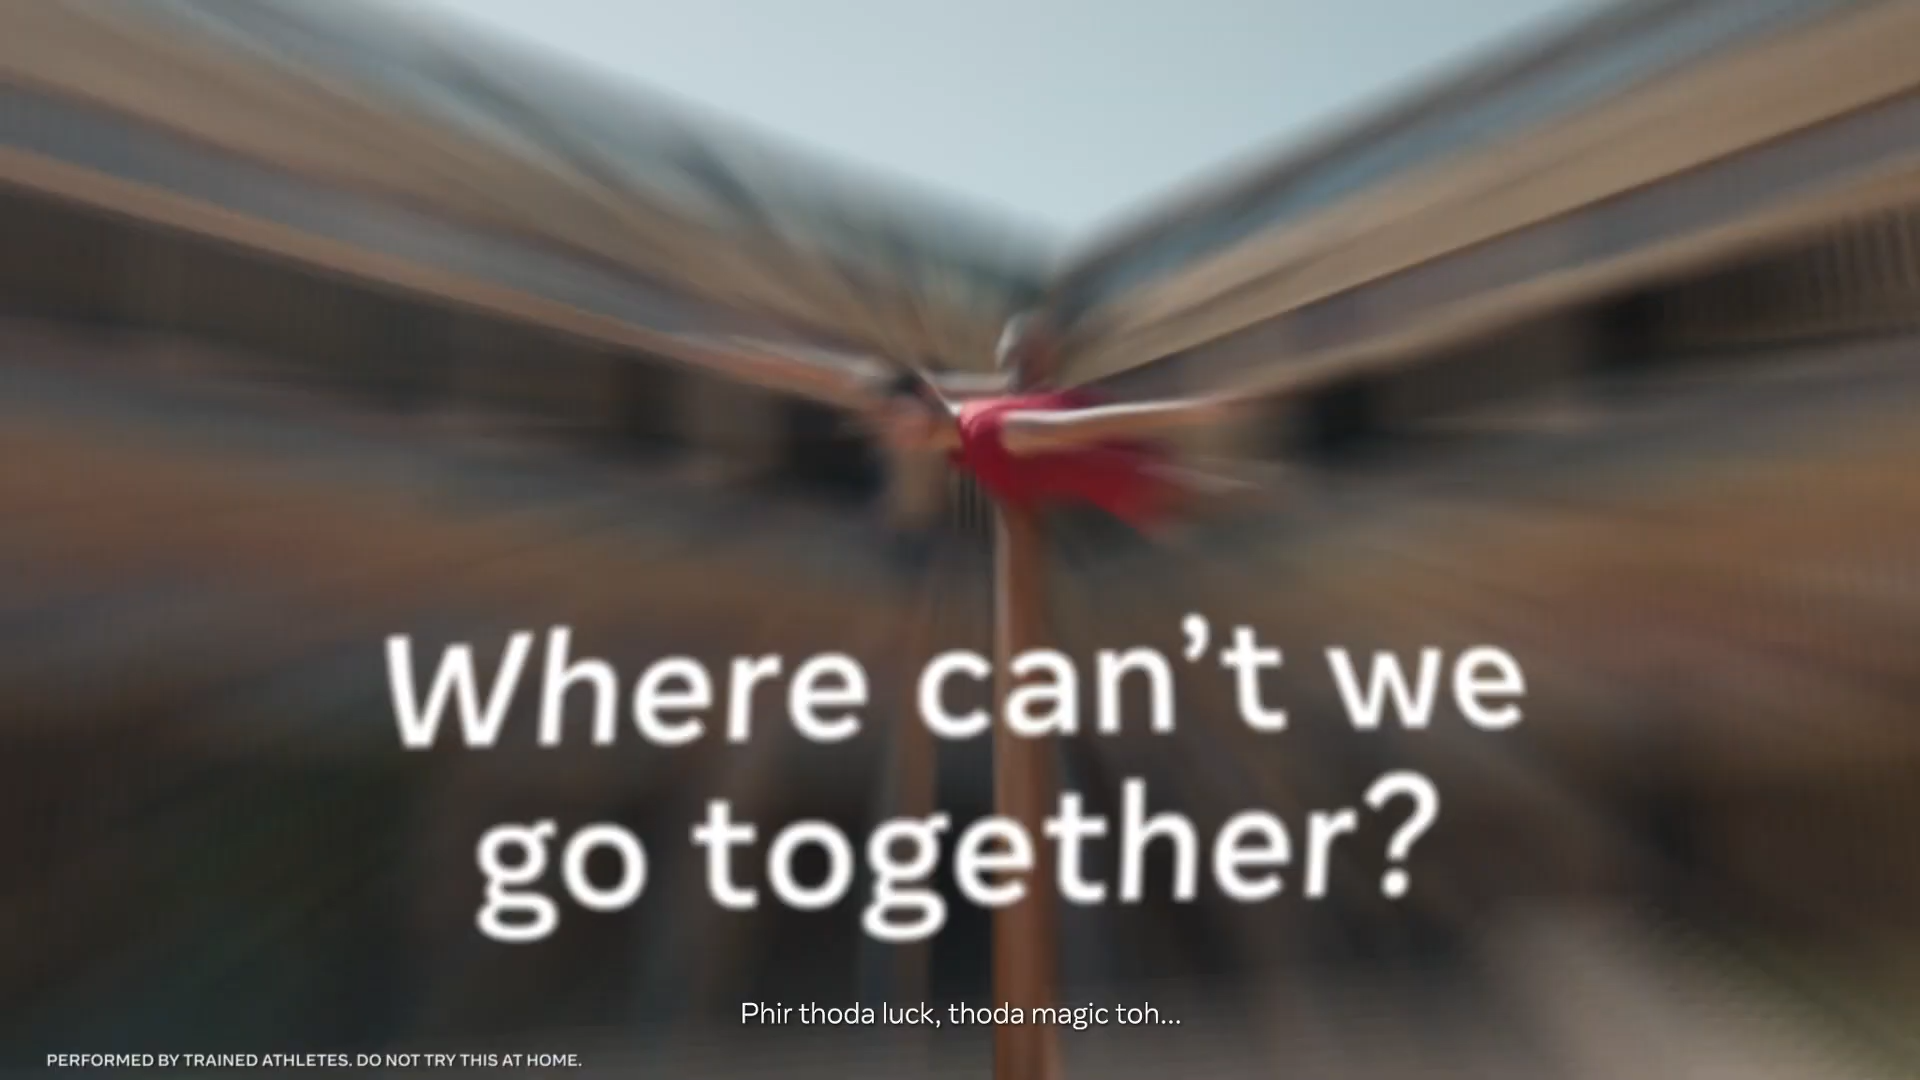 Where can’t we
go together?
Phir thoda luck, thoda magic toh...
PERFORMED BY TRAINED ATHLETES. DO NOT TRY THIS AT HOME.